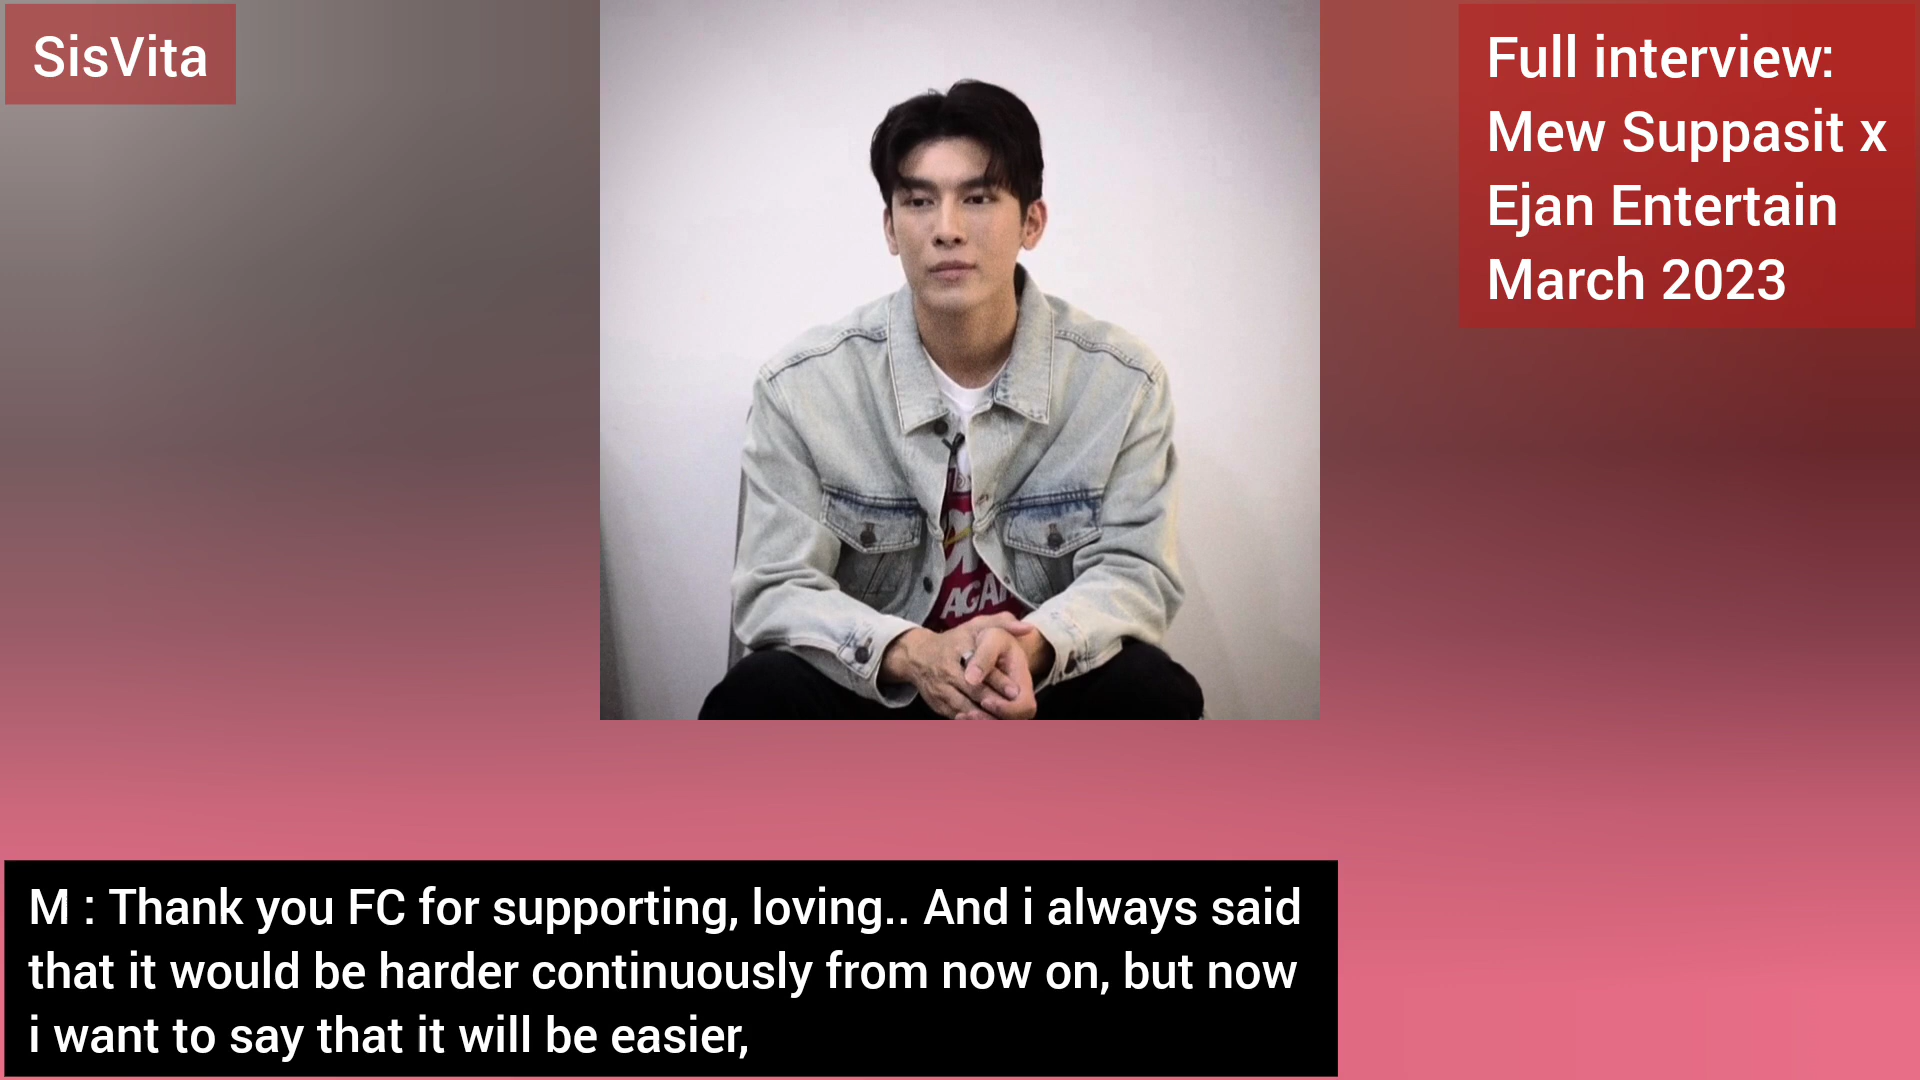 SisVita
Full interview:
Mew Suppasit x
Ejan Entertain
March 2023
AGAI
M : Thank you FC for supporting, loving.. And i always said
that it would be harder continuously from now on, but now
i want to say that it will be easier,